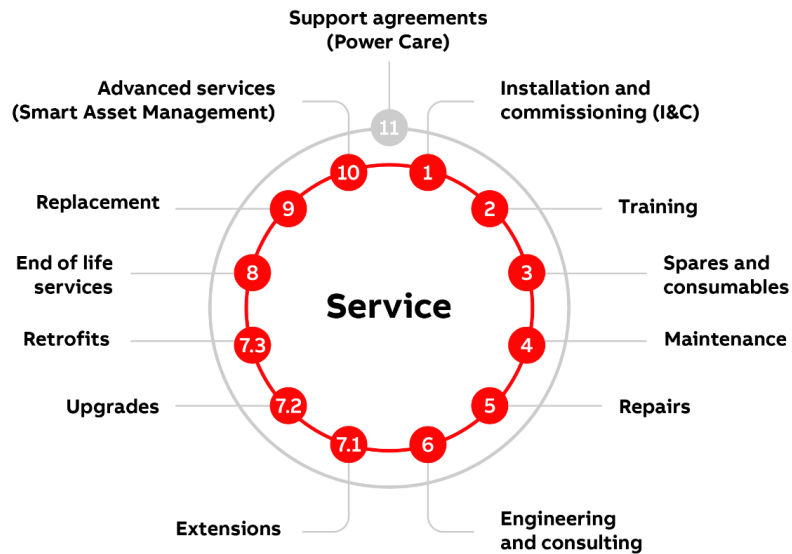 Support agreements
(Power Care)
Advanced services
(Smart Asset Management)
Installation and
commissioning (I&C)
11
10
1
Replacement
9
2
Training
End of life
services
8
3
Spares and
consumables
Service
Retrofits
7.3
4
Maintenance
Upgrades
7.2
5
Repairs
7.1
6
Extensions
Engineering
and consulting